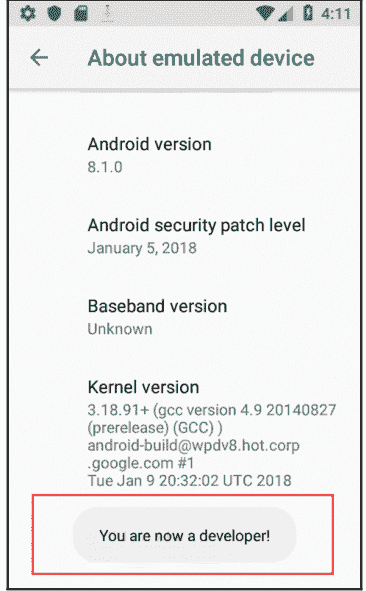 4:11
About emulated device
Android version
8.1.0
Android security patch level
January 5, 2018
Baseband version
Unknown
Kernel version
3.18.91+ (gcc version 4.9 20140827
(prerelease) (GCC) )
android-build@wpdv8.hot.corp
.google.com #1
Tue Jan 9 20:32:02 UTC 2018
You are now a developer!